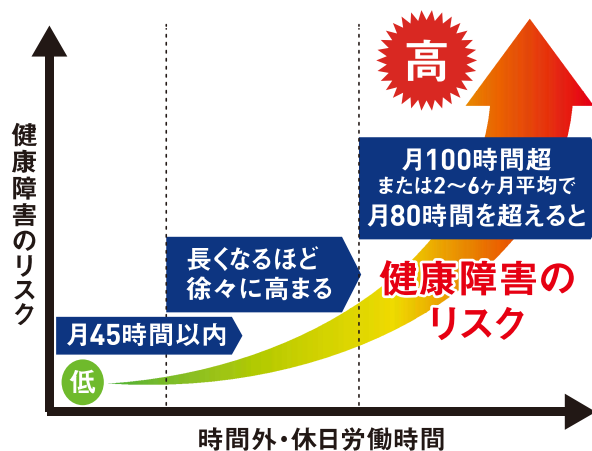 高
月100時間超
または2〜6ヶ月平均で
月80時間を超えると
健康障害の
リスク
長くなるほど
徐々に高まる
月45時間以内
低
健康障害のリスク
時間外・休日労働時間